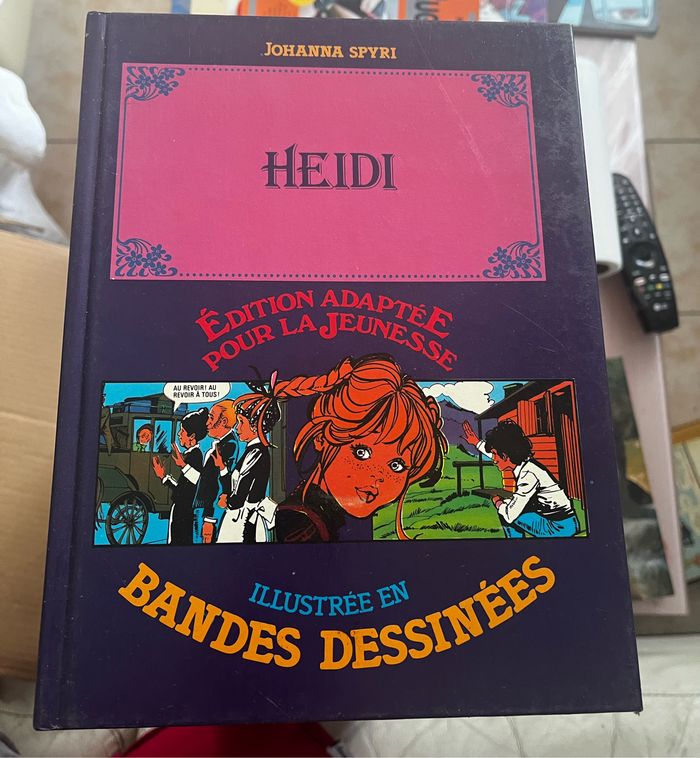 JOHANNA SPYRI
HEIDI
ÉDITION ADAPTÉE
POUR LA JEUNESSE
AU REVOIR! AU
REVOIR À TOUS!
ILLUSTRÉE EN
BANDES DESSINÉES